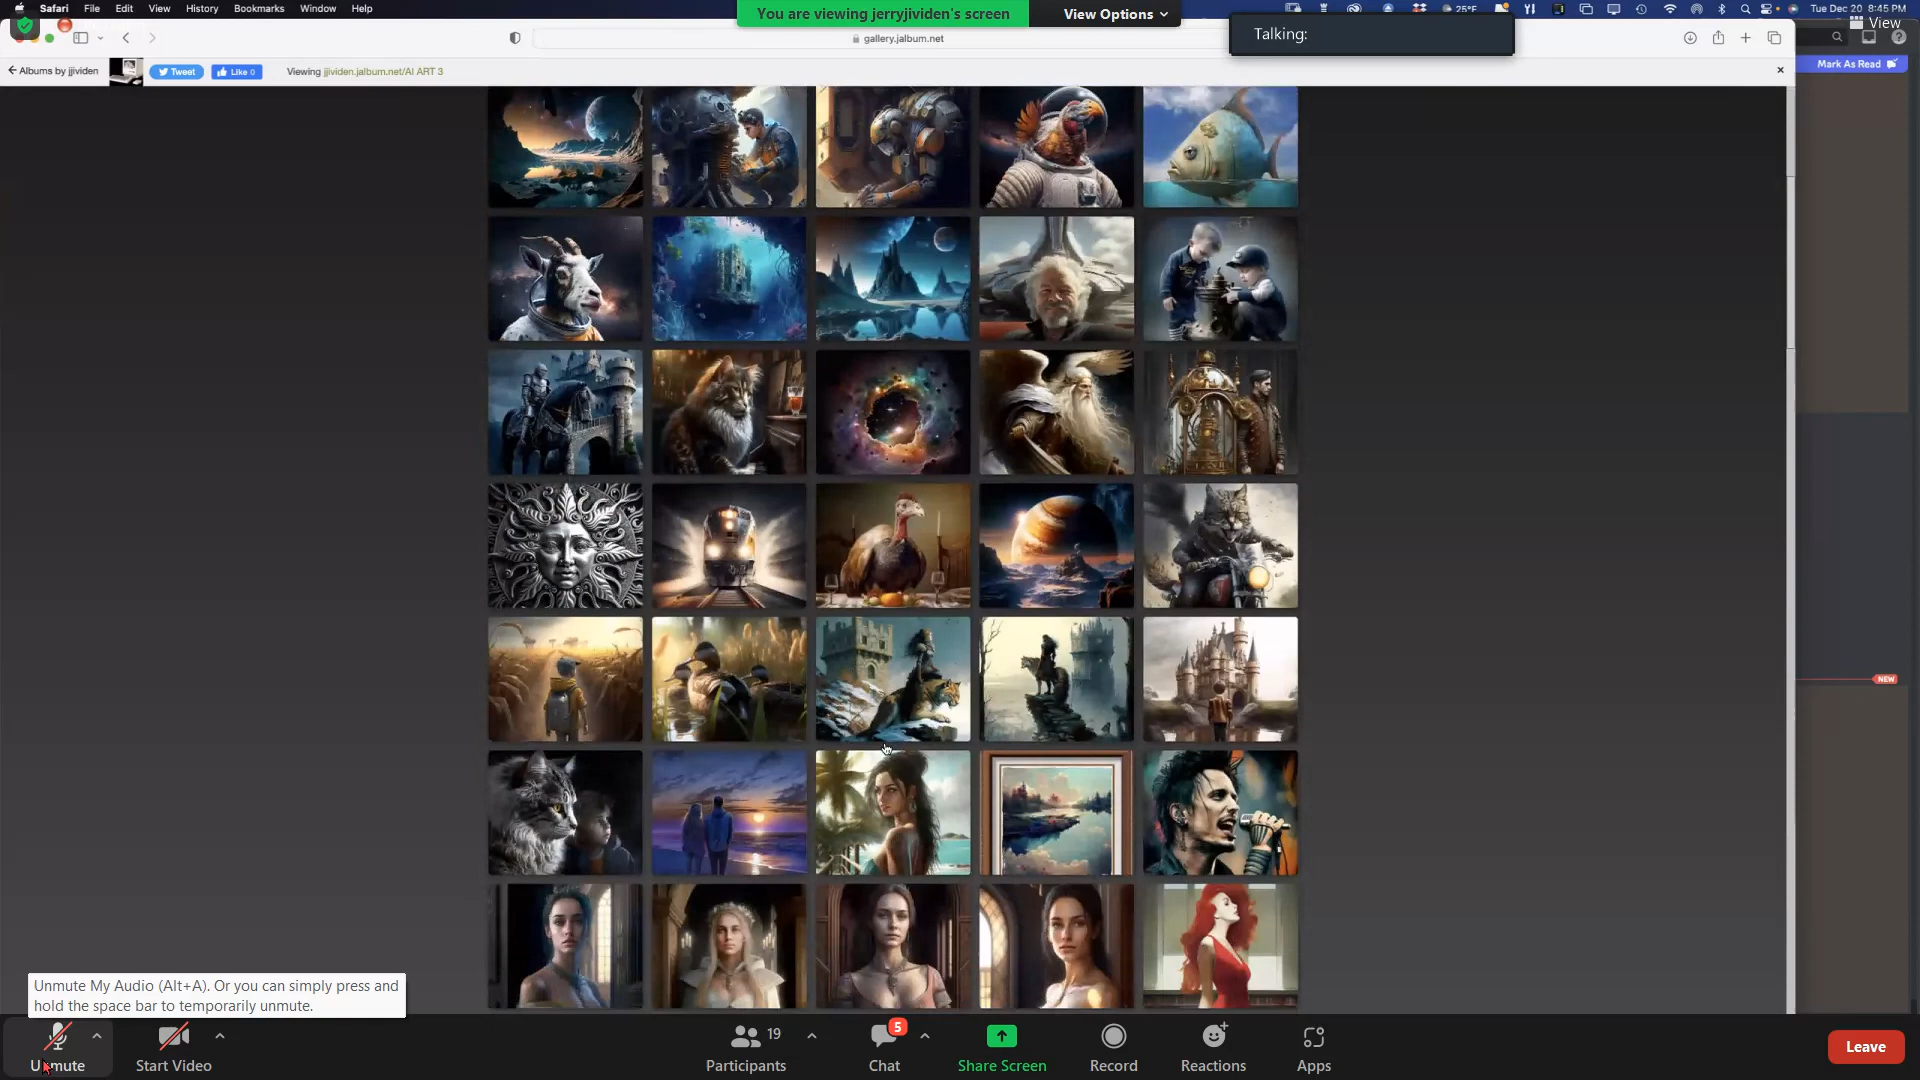 Safari File Edit View History Bookmarks Window Help
You are viewing jerryjividen's screen
View Options
25°F
Tue Dec 20 8:45 PM
View
Talking:
gallery.jalbum.net
Albums by jjividen
Tweet
Like 0
Viewing jjividen.jalbum.net/AI ART 3
Mark As Read
NEW
Unmute My Audio (Alt+A). Or you can simply press and
hold the space bar to temporarily unmute.
Unmute
Start Video
19
Participants
5
Chat
Share Screen
Record
Reactions
Apps
Leave